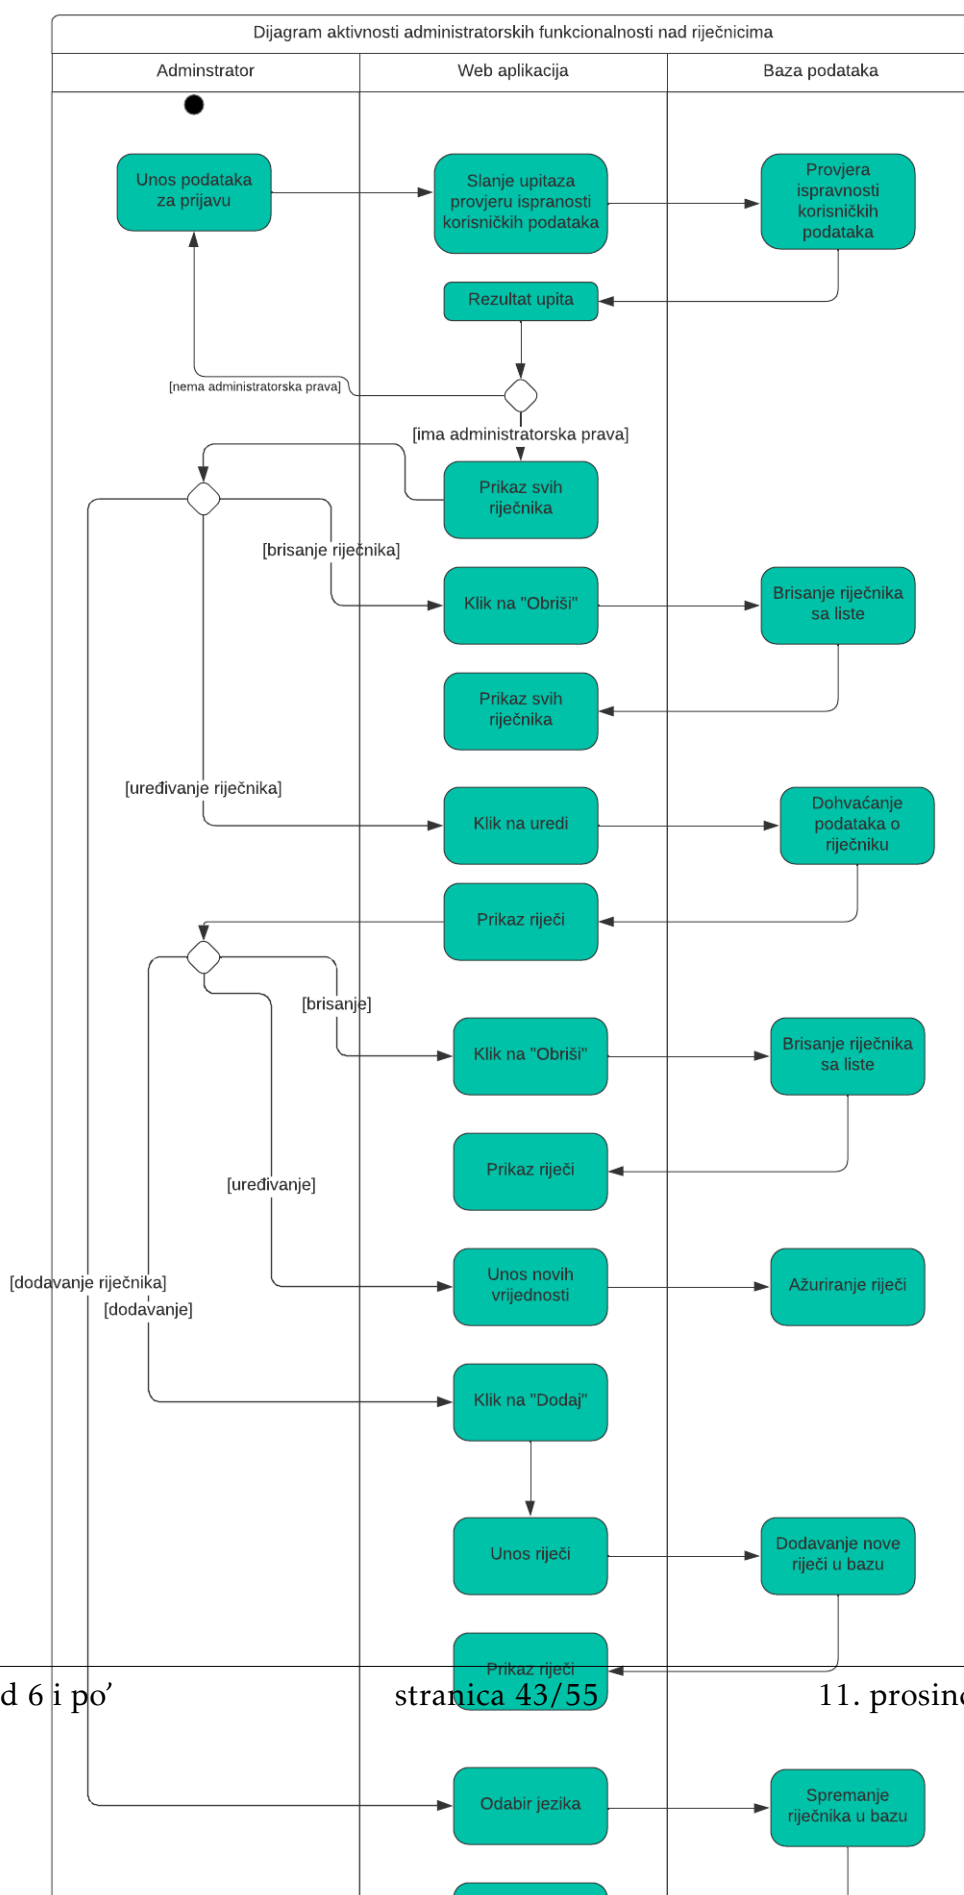 Dijagram aktivnosti administratorskih funkcionalnosti nad riječnicima
Adminstrator
Web aplikacija
Baza podataka
Unos podataka
za prijavu
Slanje upitaza
provjeru ispranosti
korisničkih podataka
Provjera
ispravnosti
korisničkih
podataka
Rezultat upita
[nema administratorska prava]
[ima administratorska prava]
Prikaz svih
riječnika
[brisanje riječnika]
Klik na "Obriši"
Brisanje riječnika
sa liste
Prikaz svih
riječnika
[uređivanje riječnika]
Klik na uredi
Dohvaćanje
podataka o
riječniku
Prikaz riječi
[brisanje]
Klik na "Obriši"
Brisanje riječnika
sa liste
Prikaz riječi
[uređivanje]
Unos novih
vrijednosti
Ažuriranje riječi
[dodavanje riječnika]
[dodavanje]
Klik na "Dodaj"
Unos riječi
Dodavanje nove
riječi u bazu
Prikaz riječi
d 6 i po’
stranica 43/55
11. prosinc
Odabir jezika
Spremanje
riječnika u bazu